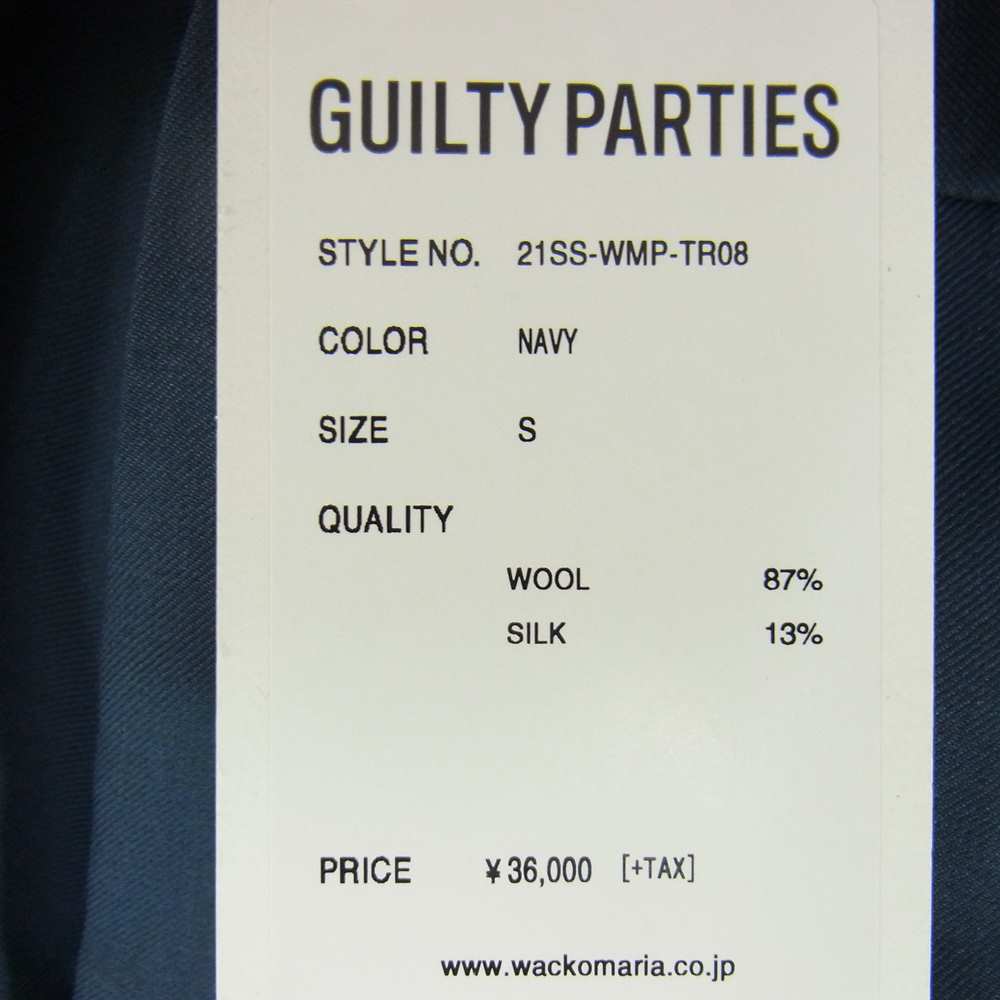 GUILTY PARTIES
STYLE NO. 21SS-WMP-TR08
COLOR NAVY
SIZE S
QUALITY
WOOL 87%
SILK 13%
PRICE ¥36,000 [+TAX]
www.wackomaria.co.jp